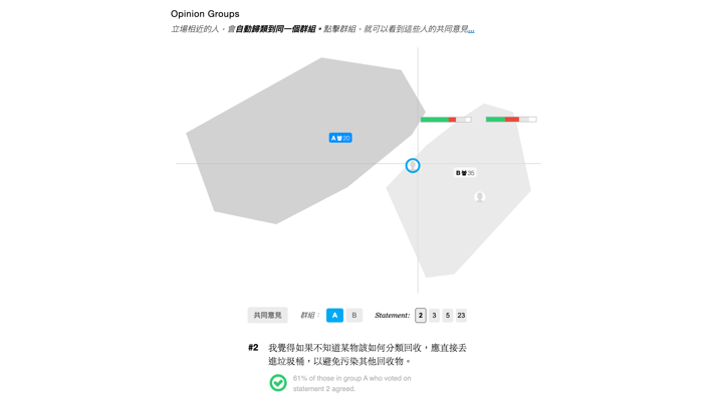 Opinion Groups
立場相近的人，會自動歸類到同一個群組。點擊群組，就可以看到這些人的共同意見...
A 20
B 35
共同意見 群組： A B Statement: 2 3 5 23
#2 我覺得如果不知道某物該如何分類回收，應直接丟
進垃圾桶，以避免污染其他回收物。
61% of those in group A who voted on
statement 2 agreed.